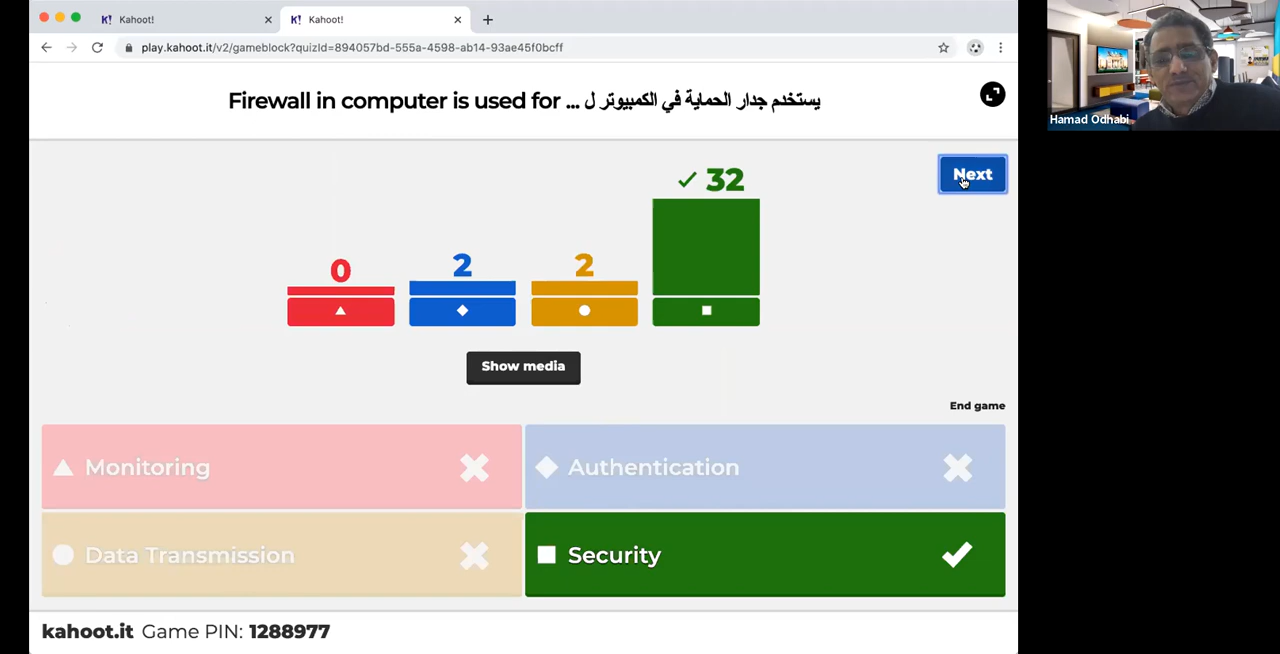 Kahoot!
Kahoot!
play.kahoot.it/v2/gameblock?quizId=894057bd-555a-4598-ab14-93ae45f0bcff
Firewall in computer is used for ... يستخدم جدار الحماية في الكمبيوتر ل
Next
32
0
2
2
Show media
End game
Monitoring
Authentication
Data Transmission
Security
kahoot.it Game PIN: 1288977
Hamad Odhabi